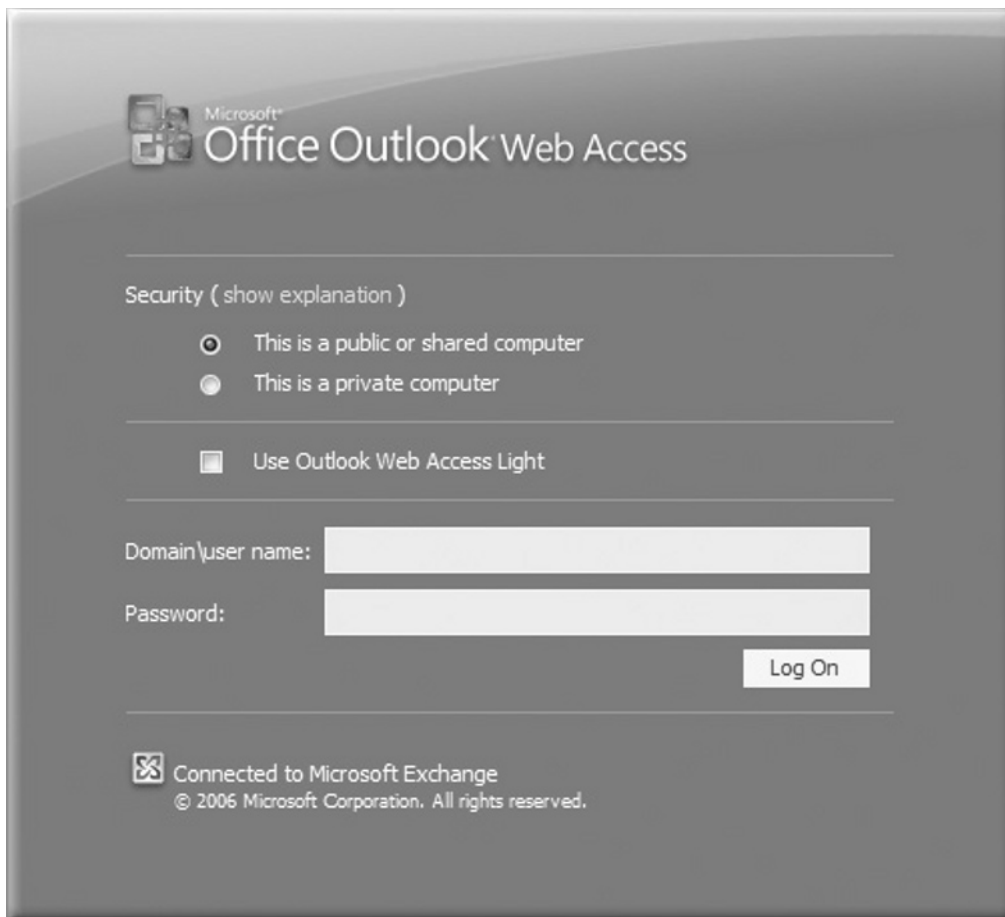 Microsoft®
Office Outlook® Web Access
Security ( show explanation )
This is a public or shared computer
This is a private computer
Use Outlook Web Access Light
Domain\user name:
Password:
Log On
Connected to Microsoft Exchange
© 2006 Microsoft Corporation. All rights reserved.